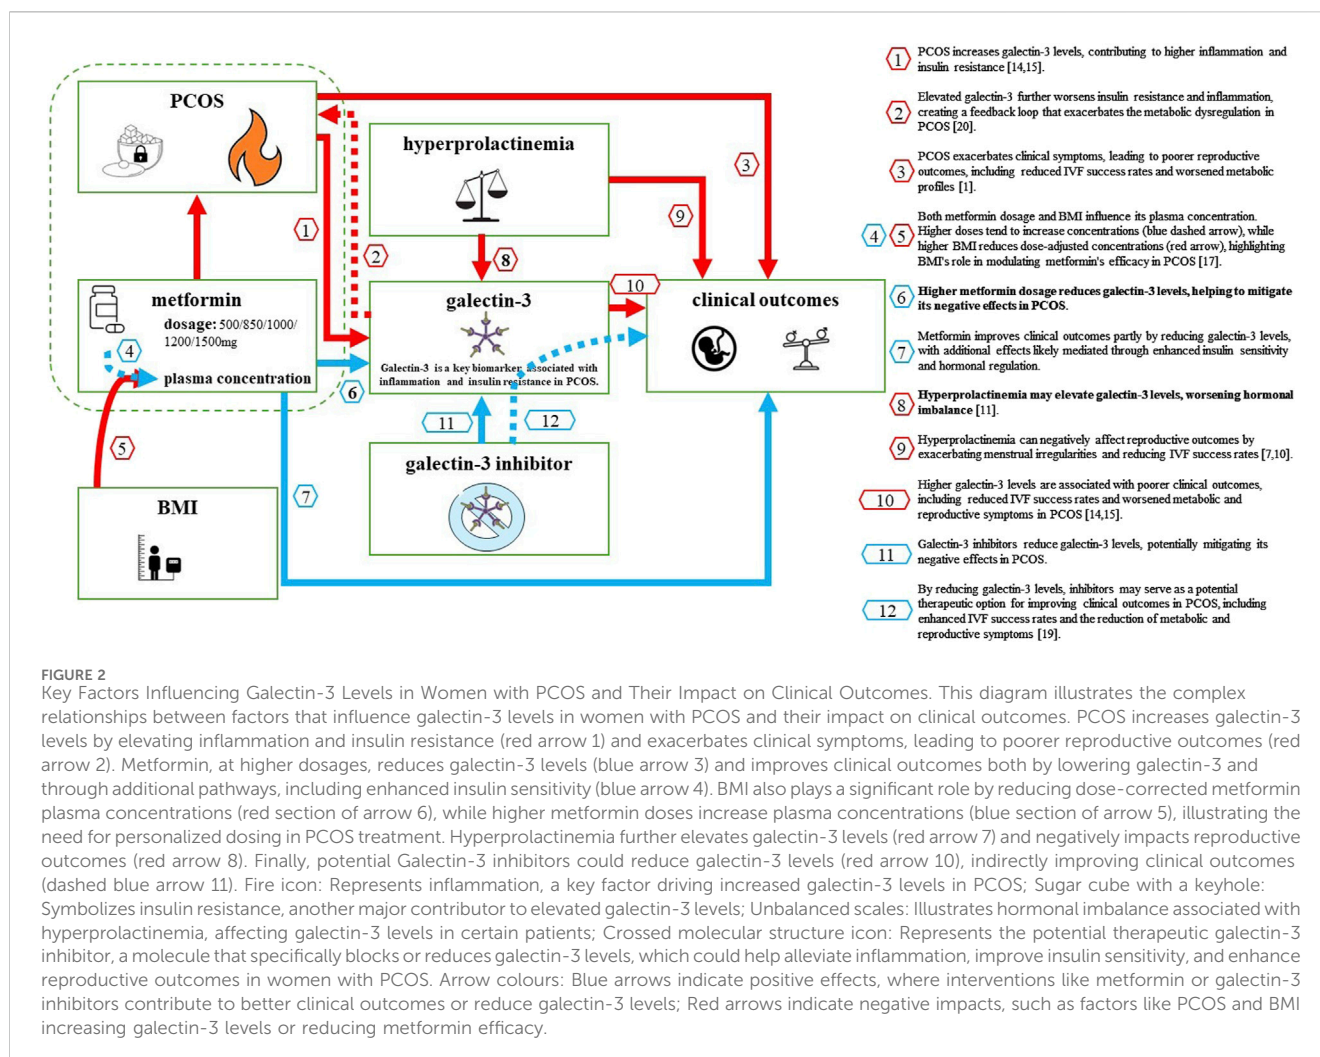 PCOS
hyperprolactinemia
metformin
dosage: 500/850/1000/
1200/1500mg
plasma concentration
galectin-3
Galectin-3 is a key biomarker, associated with
inflammation and insulin resistance in PCOS.
clinical outcomes
BMI
galectin-3 inhibitor
1
2
3
4
5
6
7
8
9
10
11
12
1 PCOS increases galectin-3 levels, contributing to higher inflammation and
insulin resistance [14,15].
2 Elevated galectin-3 further worsens insulin resistance and inflammation,
creating a feedback loop that exacerbates the metabolic dysregulation in
PCOS [20].
3 PCOS exacerbates clinical symptoms, leading to poorer reproductive
outcomes, including reduced IVF success rates and worsened metabolic
profiles [1].
4 5 Both metformin dosage and BMI influence its plasma concentration.
Higher doses tend to increase concentrations (blue dashed arrow), while
higher BMI reduces dose-adjusted concentrations (red arrow), highlighting
BMI's role in modulating metformin's efficacy in PCOS [17].
6 Higher metformin dosage reduces galectin-3 levels, helping to mitigate
its negative effects in PCOS.
7 Metformin improves clinical outcomes partly by reducing galectin-3 levels,
with additional effects likely mediated through enhanced insulin sensitivity
and hormonal regulation.
8 Hyperprolactinemia may elevate galectin-3 levels, worsening hormonal
imbalance [11].
9 Hyperprolactinemia can negatively affect reproductive outcomes by
exacerbating menstrual irregularities and reducing IVF success rates [7,10].
10 Higher galectin-3 levels are associated with poorer clinical outcomes,
including reduced IVF success rates and worsened metabolic and
reproductive symptoms in PCOS [14,15].
11 Galectin-3 inhibitors reduce galectin-3 levels, potentially mitigating its
negative effects in PCOS.
12 By reducing galectin-3 levels, inhibitors may serve as a potential
therapeutic option for improving clinical outcomes in PCOS, including
enhanced IVF success rates and the reduction of metabolic and
reproductive symptoms [19].
FIGURE 2
Key Factors Influencing Galectin-3 Levels in Women with PCOS and Their Impact on Clinical Outcomes. This diagram illustrates the complex
relationships between factors that influence galectin-3 levels in women with PCOS and their impact on clinical outcomes. PCOS increases galectin-3
levels by elevating inflammation and insulin resistance (red arrow 1) and exacerbates clinical symptoms, leading to poorer reproductive outcomes (red
arrow 2). Metformin, at higher dosages, reduces galectin-3 levels (blue arrow 3) and improves clinical outcomes both by lowering galectin-3 and
through additional pathways, including enhanced insulin sensitivity (blue arrow 4). BMI also plays a significant role by reducing dose-corrected metformin
plasma concentrations (red section of arrow 6), while higher metformin doses increase plasma concentrations (blue section of arrow 5), illustrating the
need for personalized dosing in PCOS treatment. Hyperprolactinemia further elevates galectin-3 levels (red arrow 7) and negatively impacts reproductive
outcomes (red arrow 8). Finally, potential Galectin-3 inhibitors could reduce galectin-3 levels (red arrow 10), indirectly improving clinical outcomes
(dashed blue arrow 11). Fire icon: Represents inflammation, a key factor driving increased galectin-3 levels in PCOS; Sugar cube with a keyhole:
Symbolizes insulin resistance, another major contributor to elevated galectin-3 levels; Unbalanced scales: Illustrates hormonal imbalance associated with
hyperprolactinemia, affecting galectin-3 levels in certain patients; Crossed molecular structure icon: Represents the potential therapeutic galectin-3
inhibitor, a molecule that specifically blocks or reduces galectin-3 levels, which could help alleviate inflammation, improve insulin sensitivity, and enhance
reproductive outcomes in women with PCOS. Arrow colours: Blue arrows indicate positive effects, where interventions like metformin or galectin-3
inhibitors contribute to better clinical outcomes or reduce galectin-3 levels; Red arrows indicate negative impacts, such as factors like PCOS and BMI
increasing galectin-3 levels or reducing metformin efficacy.